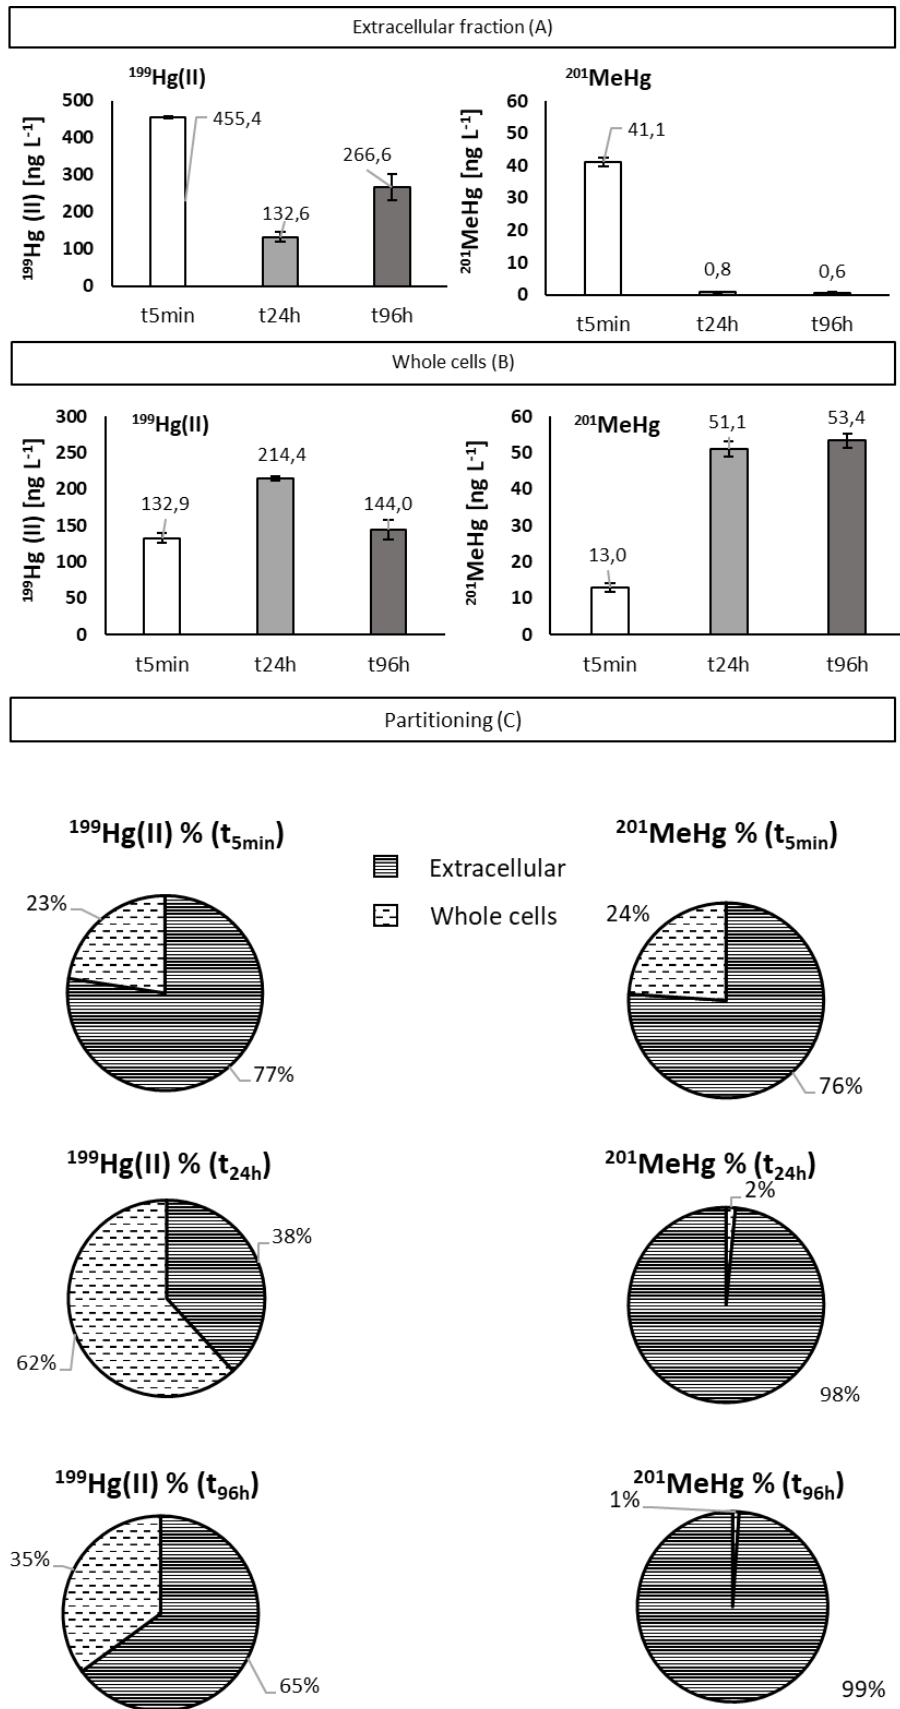 Extracellular fraction (A)
¹⁹⁹Hg(II)
¹⁹⁹Hg (II) [ng L⁻¹]
500
400
300
200
100
0
455,4
132,6
266,6
t5min
t24h
t96h
²⁰¹MeHg
²⁰¹MeHg [ng L⁻¹]
60
50
40
30
20
10
0
41,1
0,8
0,6
t5min
t24h
t96h
Whole cells (B)
¹⁹⁹Hg(II)
¹⁹⁹Hg (II) [ng L⁻¹]
300
250
200
150
100
50
0
132,9
214,4
144,0
t5min
t24h
t96h
²⁰¹MeHg
²⁰¹MeHg [ng L⁻¹]
60
50
40
30
20
10
0
13,0
51,1
53,4
t5min
t24h
t96h
Partitioning (C)
¹⁹⁹Hg(II) % (t5min)
23%
77%
Extracellular
Whole cells
²⁰¹MeHg % (t5min)
24%
76%
¹⁹⁹Hg(II) % (t24h)
38%
62%
²⁰¹MeHg % (t24h)
2%
98%
¹⁹⁹Hg(II) % (t96h)
35%
65%
²⁰¹MeHg % (t96h)
1%
99%